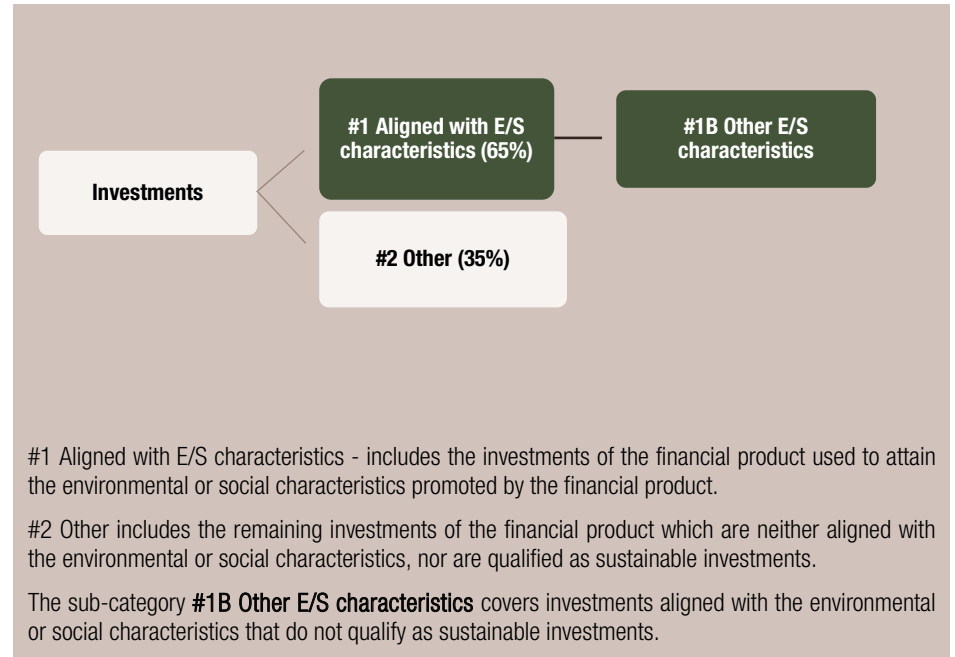 #1 Aligned with E/S
characteristics (65%)
#1B Other E/S
characteristics
Investments
#2 Other (35%)
#1 Aligned with E/S characteristics - includes the investments of the financial product used to attain
the environmental or social characteristics promoted by the financial product.
#2 Other includes the remaining investments of the financial product which are neither aligned with
the environmental or social characteristics, nor are qualified as sustainable investments.
The sub-category #1B Other E/S characteristics covers investments aligned with the environmental
or social characteristics that do not qualify as sustainable investments.